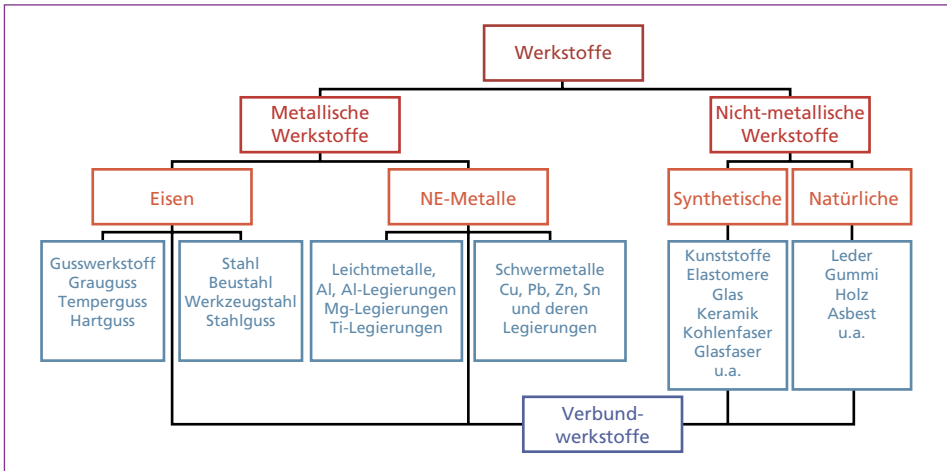 Werkstoffe
Metallische
Werkstoffe
Nicht-metallische
Werkstoffe
Eisen
NE-Metalle
Synthetische
Natürliche
Gusswerkstoff
Grauguss
Temperguss
Hartguss
Stahl
Beustahl
Werkzeugstahl
Stahlguss
Leichtmetalle,
Al, Al-Legierungen
Mg-Legierungen
Ti-Legierungen
Schwermetalle
Cu, Pb, Zn, Sn
und deren
Legierungen
Kunststoffe
Elastomere
Glas
Keramik
Kohlenfaser
Glasfaser
u.a.
Leder
Gummi
Holz
Asbest
u.a.
Verbund-
werkstoffe